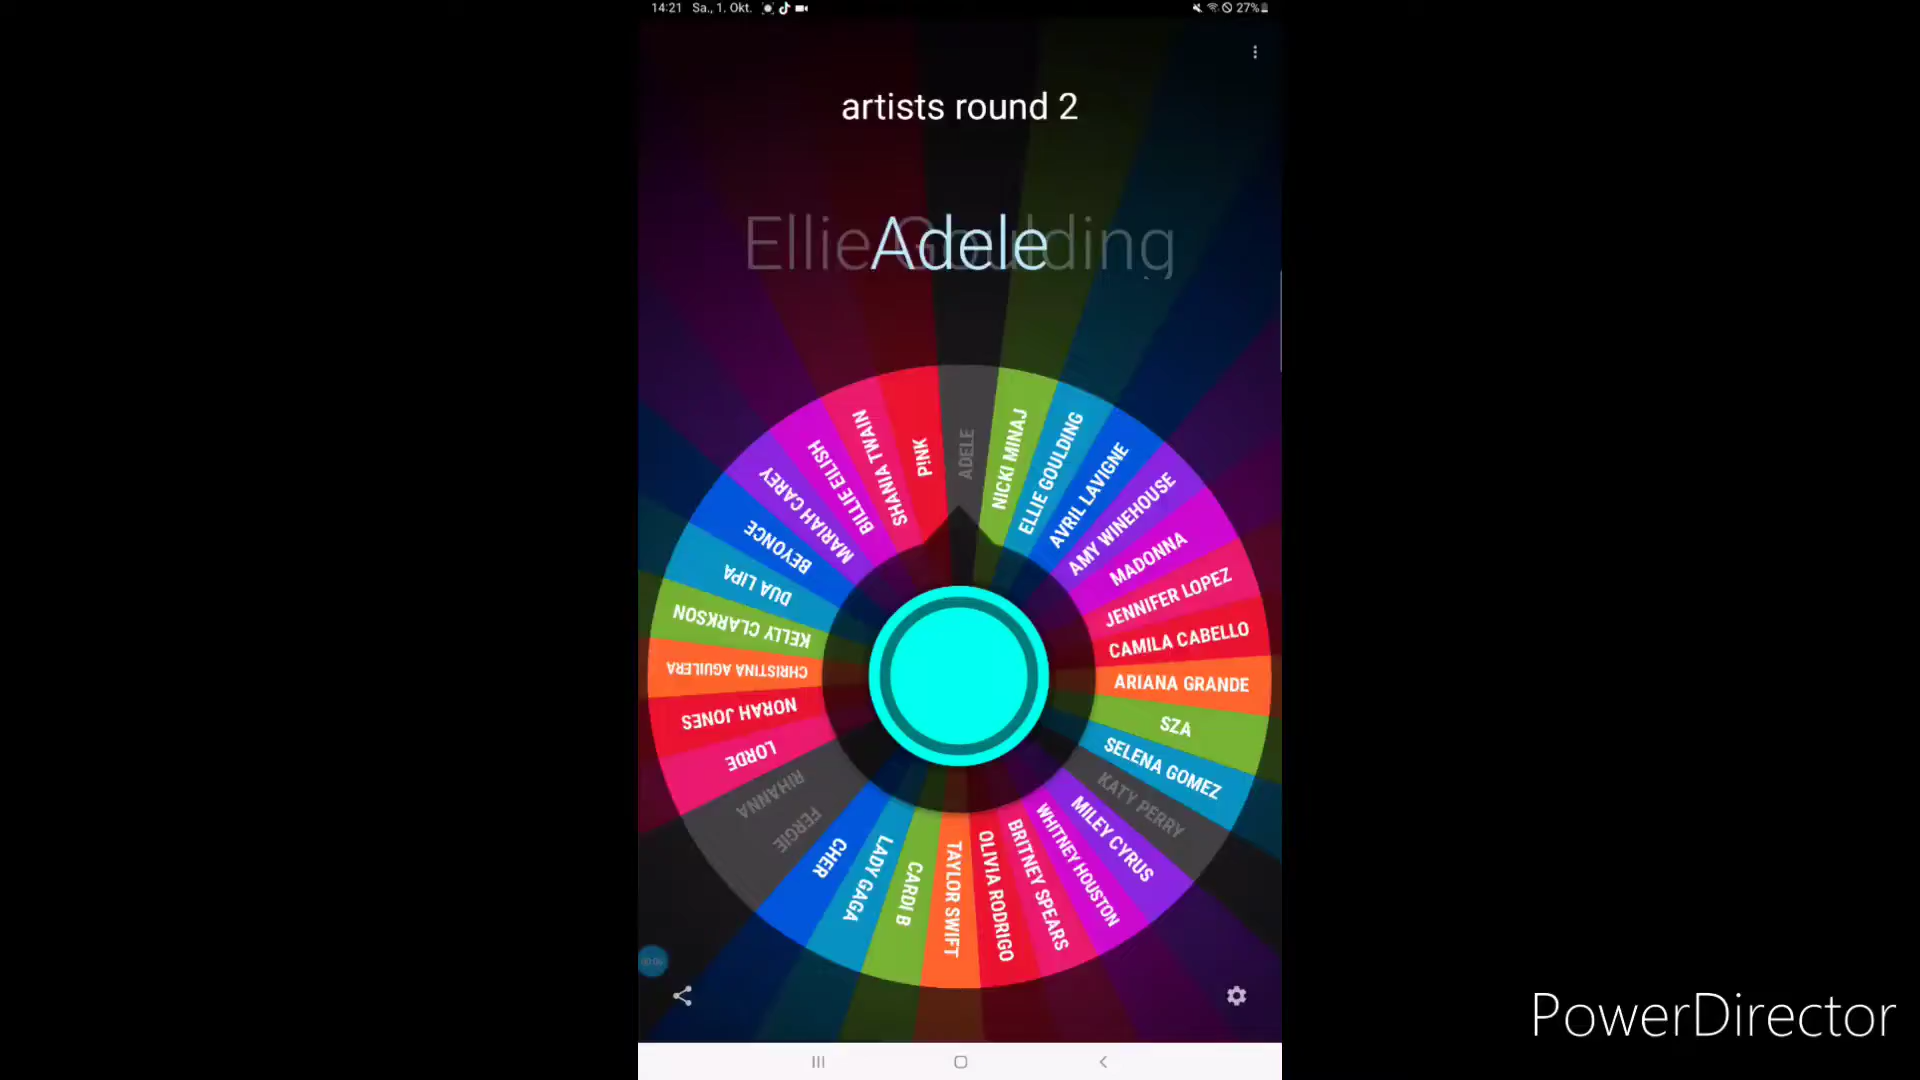 14:21 Sa., 1. Okt. 27%
artists round 2
Ellie Goulding
Adele
ADELE
NICKI MINAJ
ELLIE GOULDING
AVRIL LAVIGNE
AMY WINEHOUSE
MADONNA
JENNIFER LOPEZ
CAMILA CABELLO
ARIANA GRANDE
SZA
SELENA GOMEZ
KATY PERRY
MILEY CYRUS
WHITNEY HOUSTON
BRITNEY SPEARS
OLIVIA RODRIGO
TAYLOR SWIFT
CARDI B
LADY GAGA
CHER
FERGIE
RIHANNA
LORDE
NORAH JONES
CHRISTINA AGUILERA
KELLY CLARKSON
DUA LIPA
BEYONCE
MARIAH CAREY
BILLIE EILISH
SHANIA TWAIN
P!NK
PowerDirector